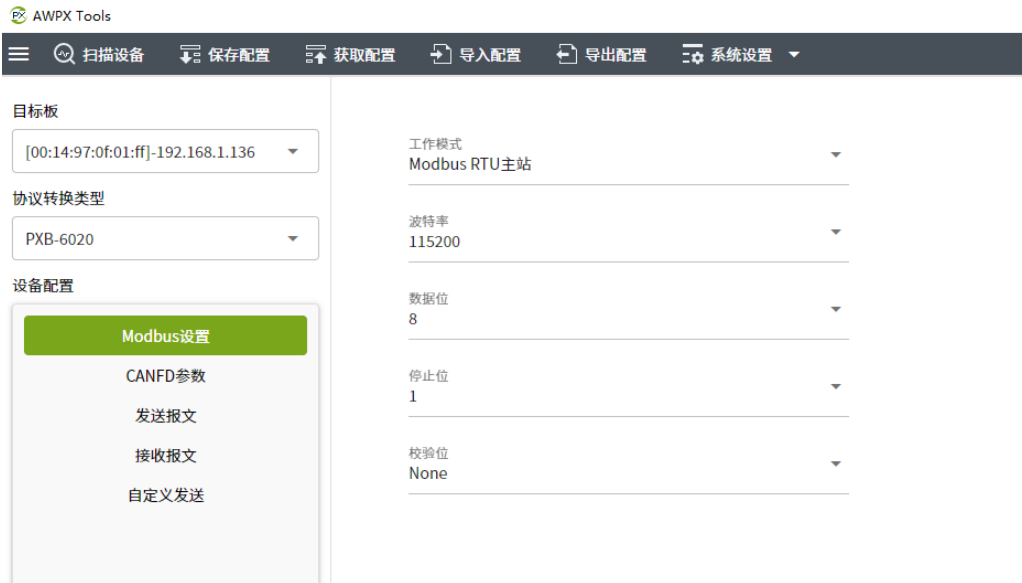 AWPX Tools
扫描设备 保存配置 获取配置 导入配置 导出配置 系统设置
目标板
[00:14:97:0f:01:ff]-192.168.1.136
协议转换类型
PXB-6020
设备配置
Modbus设置
CANFD参数
发送报文
接收报文
自定义发送
工作模式
Modbus RTU主站
波特率
115200
数据位
8
停止位
1
校验位
None